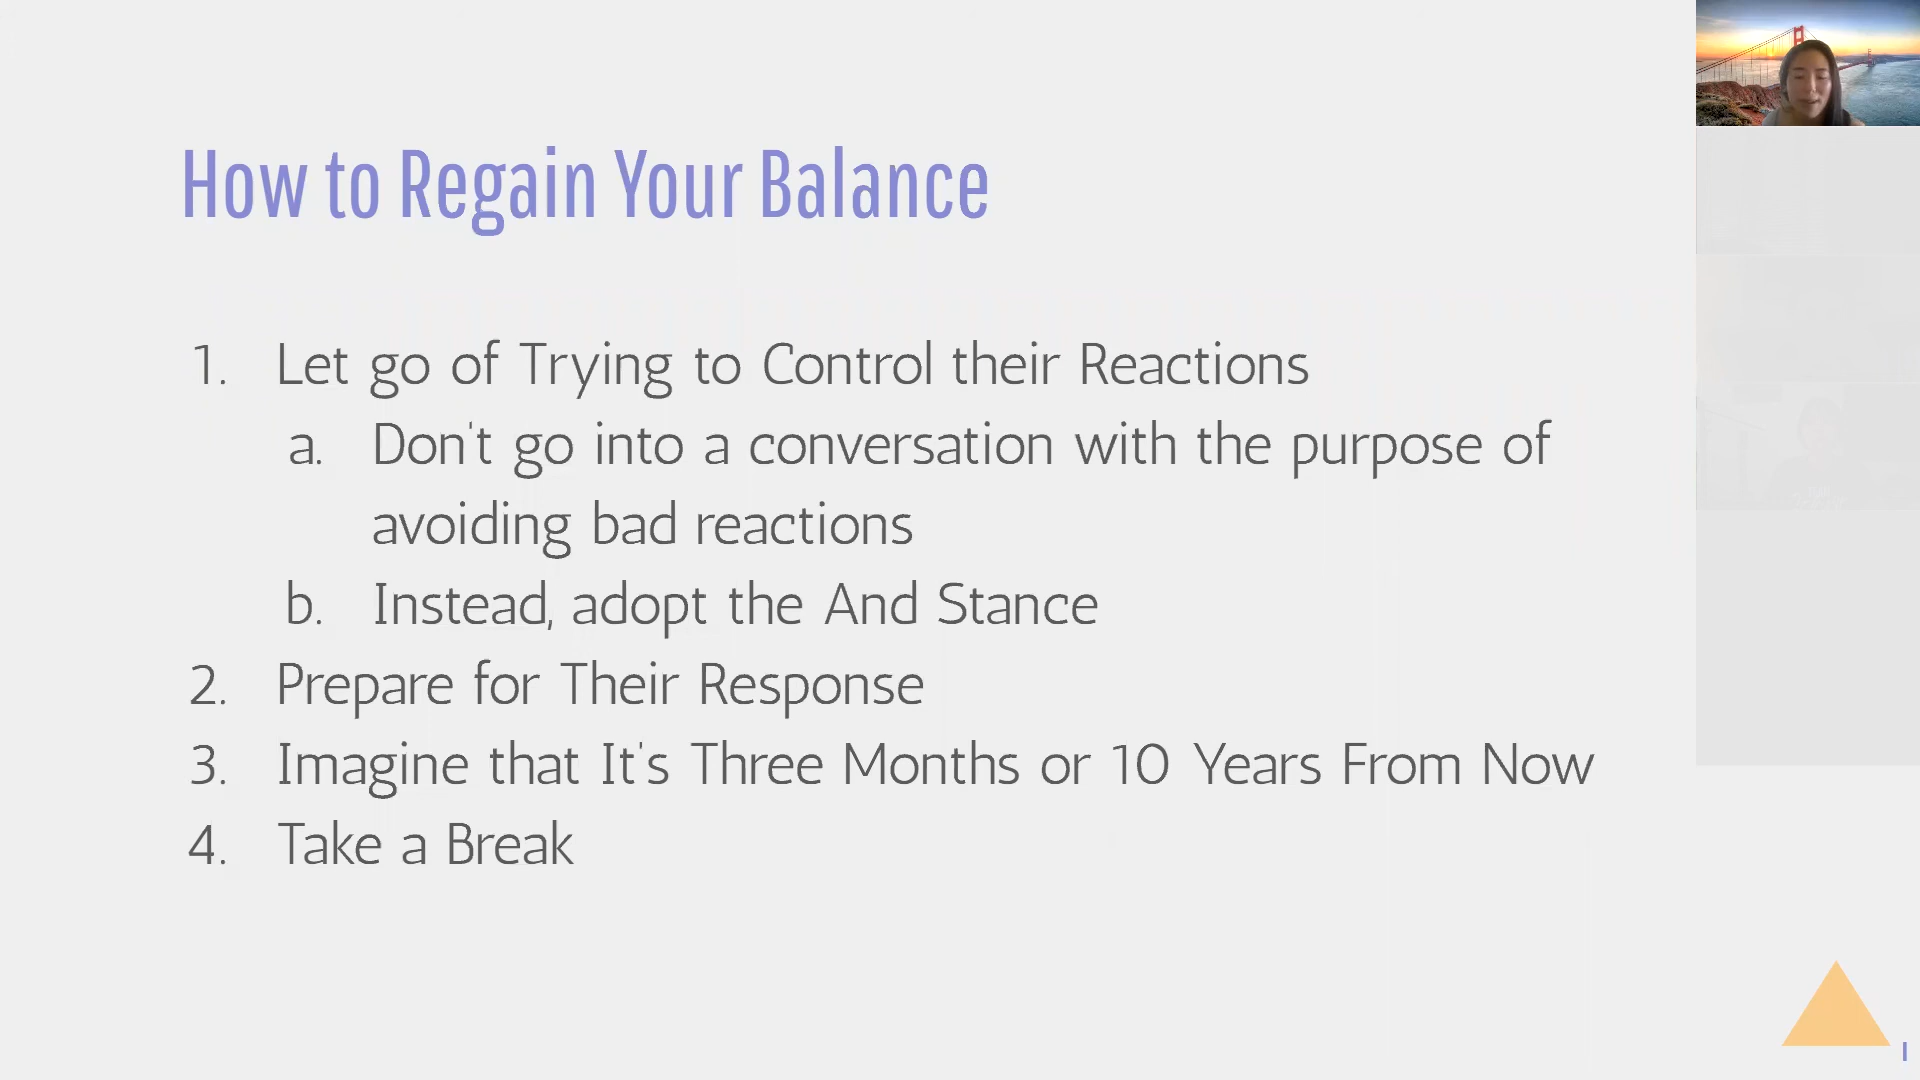 How to Regain Your Balance
1. Let go of Trying to Control their Reactions
a. Don't go into a conversation with the purpose of
avoiding bad reactions
b. Instead, adopt the And Stance
2. Prepare for Their Response
3. Imagine that It's Three Months or 10 Years From Now
4. Take a Break